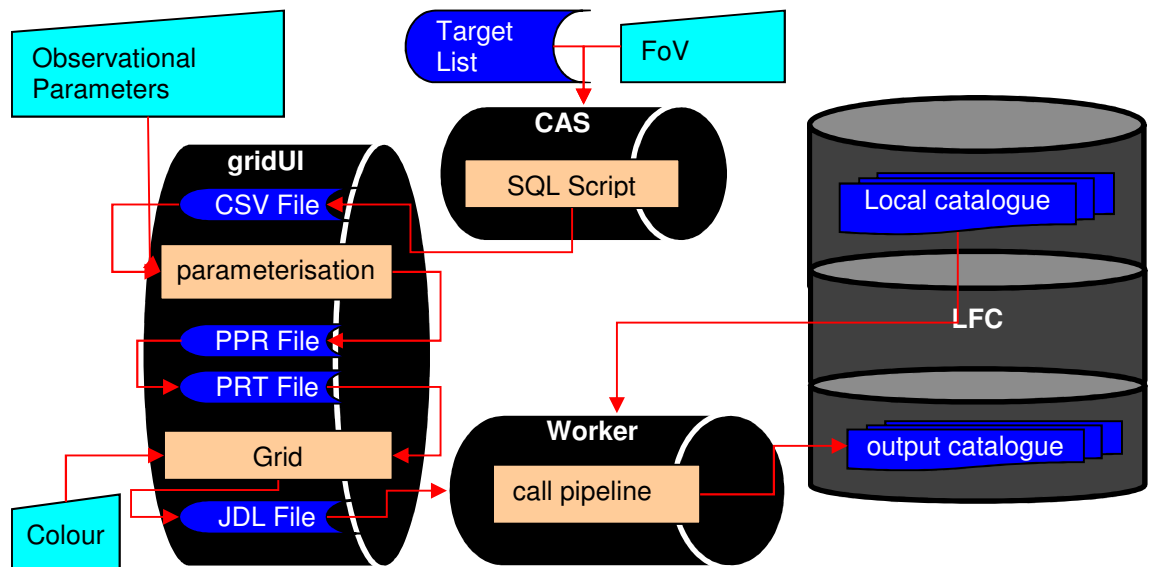 Observational
Parameters
Target
List
FoV
CAS
SQL Script
gridUI
CSV File
parameterisation
PPR File
PRT File
Grid
JDL File
Colour
Worker
call pipeline
Local catalogue
LFC
output catalogue